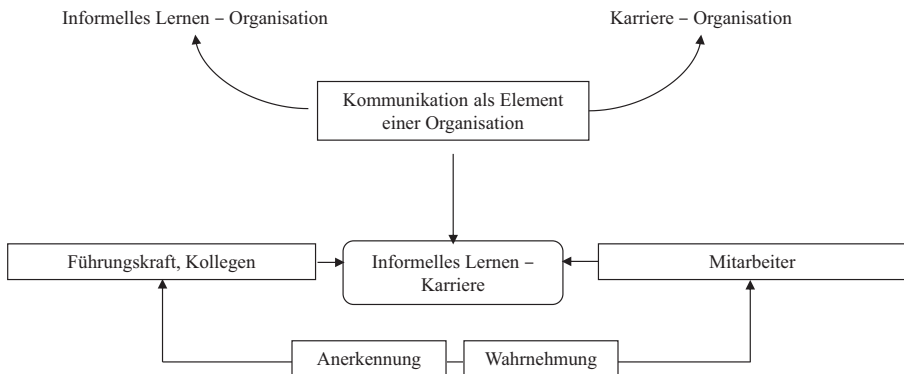 Informelles Lernen – Organisation
Karriere – Organisation
Kommunikation als Element
einer Organisation
Führungskraft, Kollegen
Informelles Lernen –
Karriere
Mitarbeiter
Anerkennung
Wahrnehmung